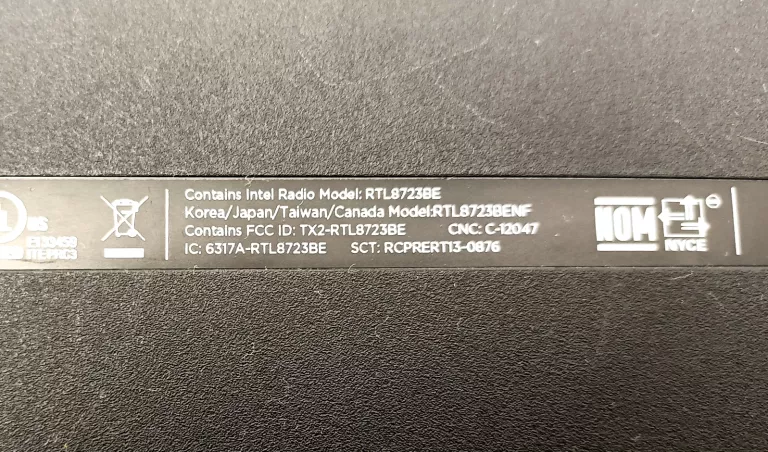 US
Contains Intel Radio Model: RTL8723BE
Korea/Japan/Taiwan/Canada Model:RTL8723BENF
Contains FCC ID: TX2-RTL8723BE CNC: C-12047
IC: 6317A-RTL8723BE SCT: RCPRERT13-0876
NOM
NYCE